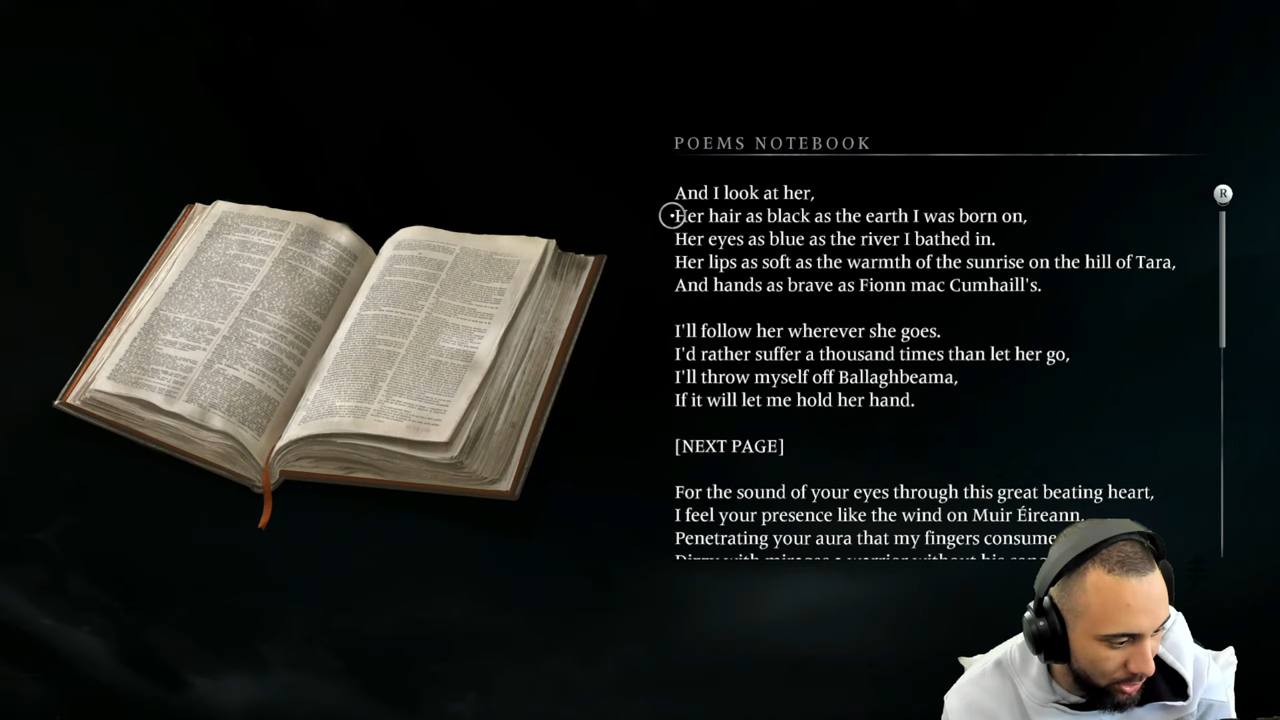 POEMS NOTEBOOK
And I look at her,
Her hair as black as the earth I was born on,
Her eyes as blue as the river I bathed in.
Her lips as soft as the warmth of the sunrise on the hill of Tara,
And hands as brave as Fionn mac Cumhaill's.
I'll follow her wherever she goes.
I'd rather suffer a thousand times than let her go,
I'll throw myself off Ballaghbeama,
If it will let me hold her hand.
[NEXT PAGE]
For the sound of your eyes through this great beating heart,
I feel your presence like the wind on Muir Éireann.
Penetrating your aura that my fingers consume
R